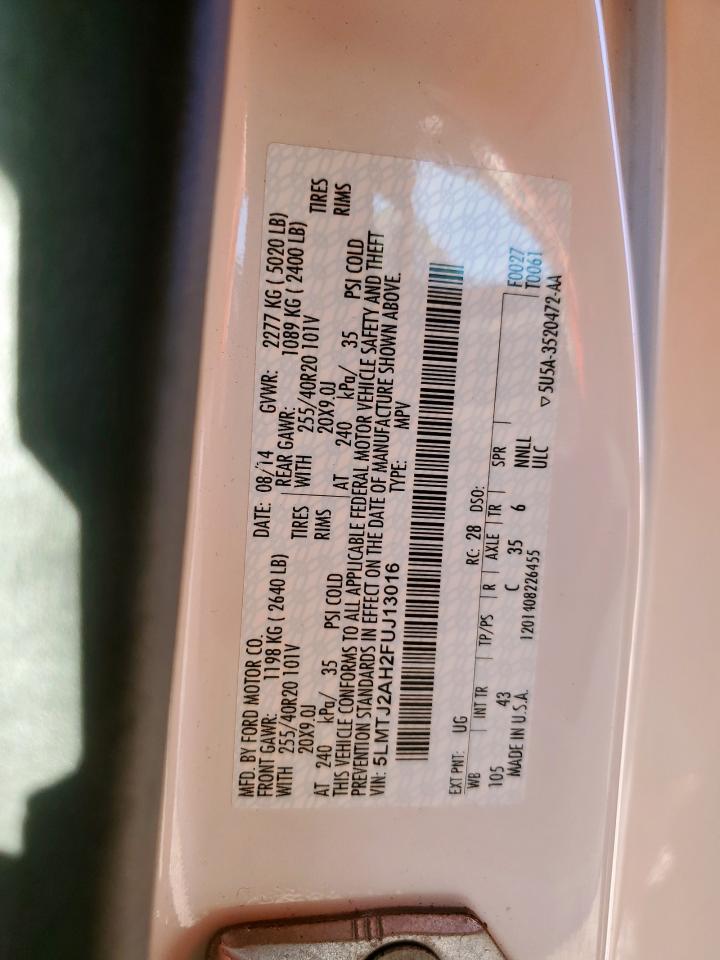 MFD. BY FORD MOTOR CO. DATE: 08/14 GVWR: 2277 KG ( 5020 LB)
FRONT GAWR: 1198 KG ( 2640 LB) REAR GAWR: 1089 KG ( 2400 LB)
WITH 255/40R20 101V TIRES WITH 255/40R20 101V TIRES
20X9.0J RIMS 20X9.0J RIMS
AT 240 kPa/ 35 PSI COLD AT 240 kPa/ 35 PSI COLD
THIS VEHICLE CONFORMS TO ALL APPLICABLE FEDERAL MOTOR VEHICLE SAFETY AND THEFT
PREVENTION STANDARDS IN EFFECT ON THE DATE OF MANUFACTURE SHOWN ABOVE.
VIN: 5LMTJ2AH2FUJ13016 TYPE: MPV
EXT PNT: UG RC: 28 DSO:
WB INT TR TP/PS R AXLE TR SPR F0027
105 43 C 35 6 NNLL T0061
MADE IN U.S.A. 1201408226455 ULC ▽5U5A-3520472-AA